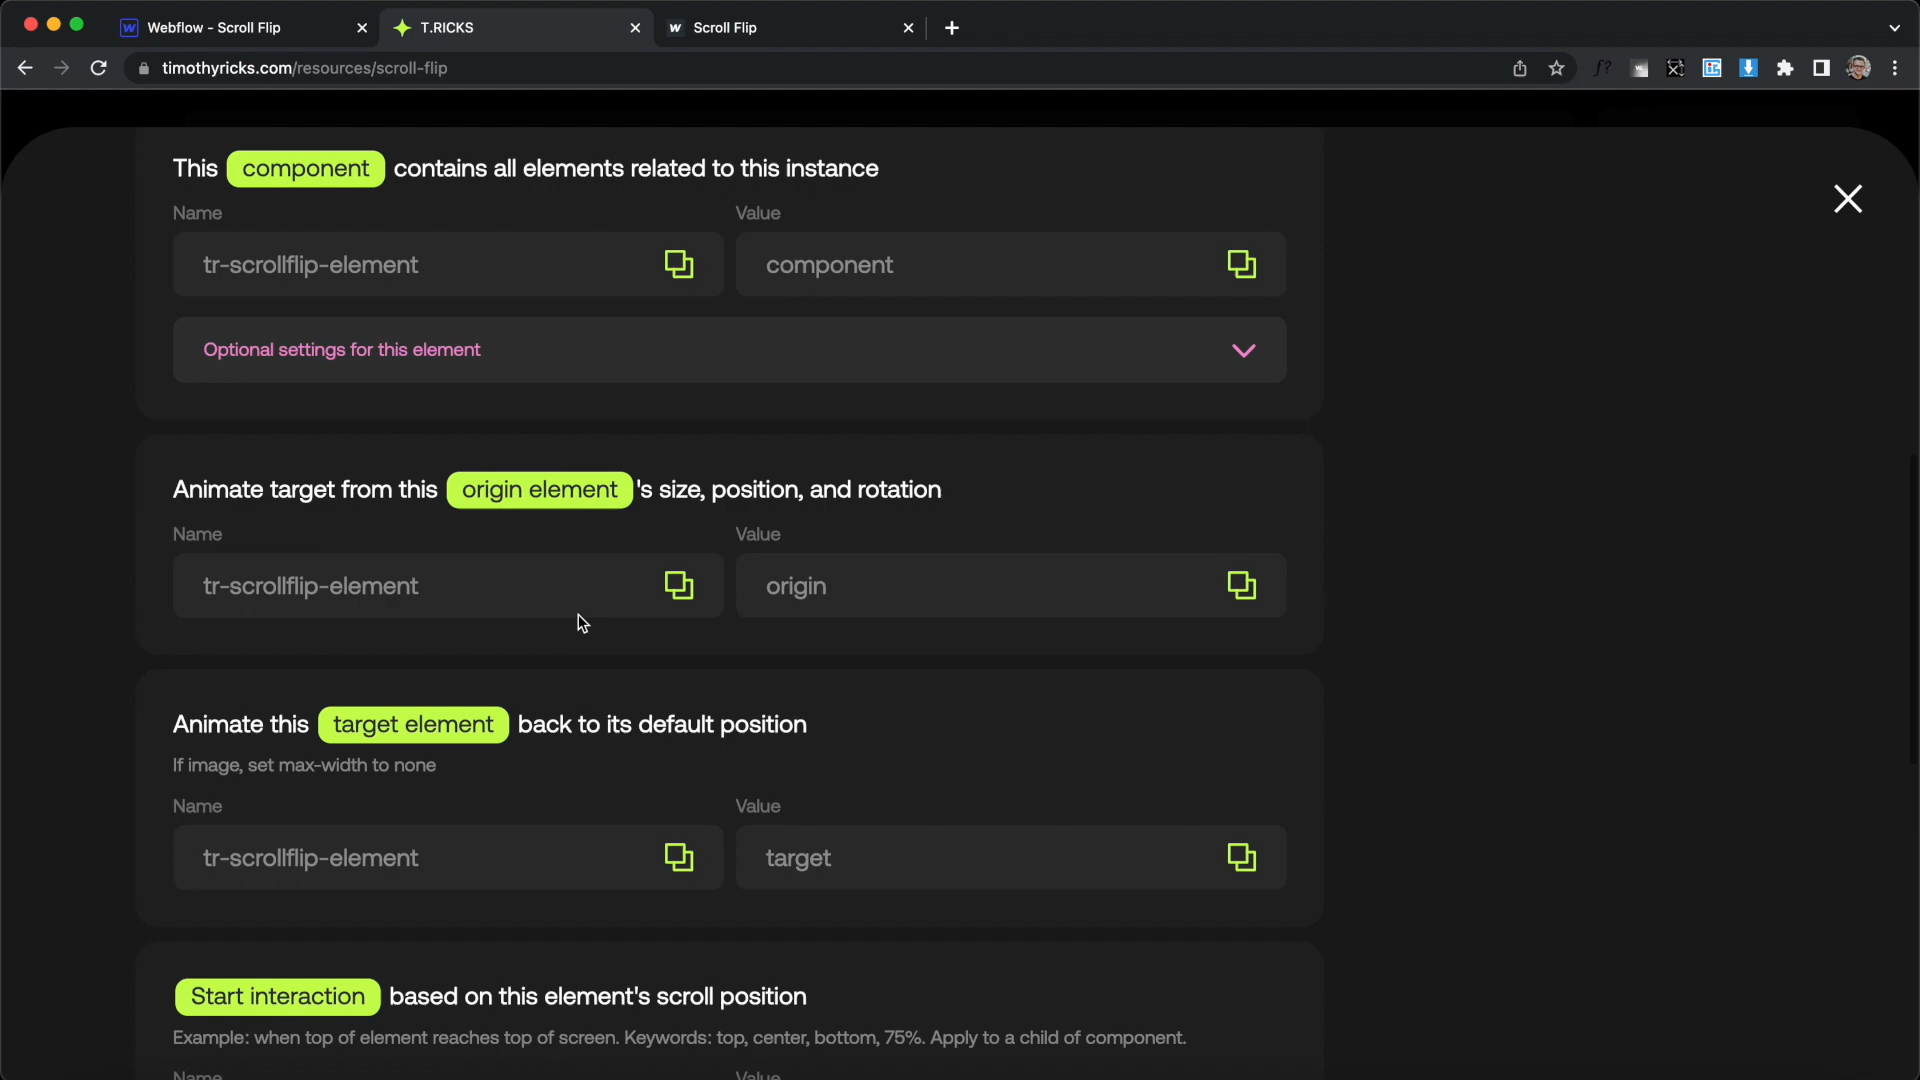 Webflow - Scroll Flip
T.RICKS
Scroll Flip
timothyricks.com/resources/scroll-flip
This component contains all elements related to this instance
Name
Value
tr-scrollflip-element
component
Optional settings for this element
Animate target from this origin element 's size, position, and rotation
Name
Value
tr-scrollflip-element
origin
Animate this target element back to its default position
If image, set max-width to none
Name
Value
tr-scrollflip-element
target
Start interaction based on this element's scroll position
Example: when top of element reaches top of screen. Keywords: top, center, bottom, 75%. Apply to a child of component.
Name
Value